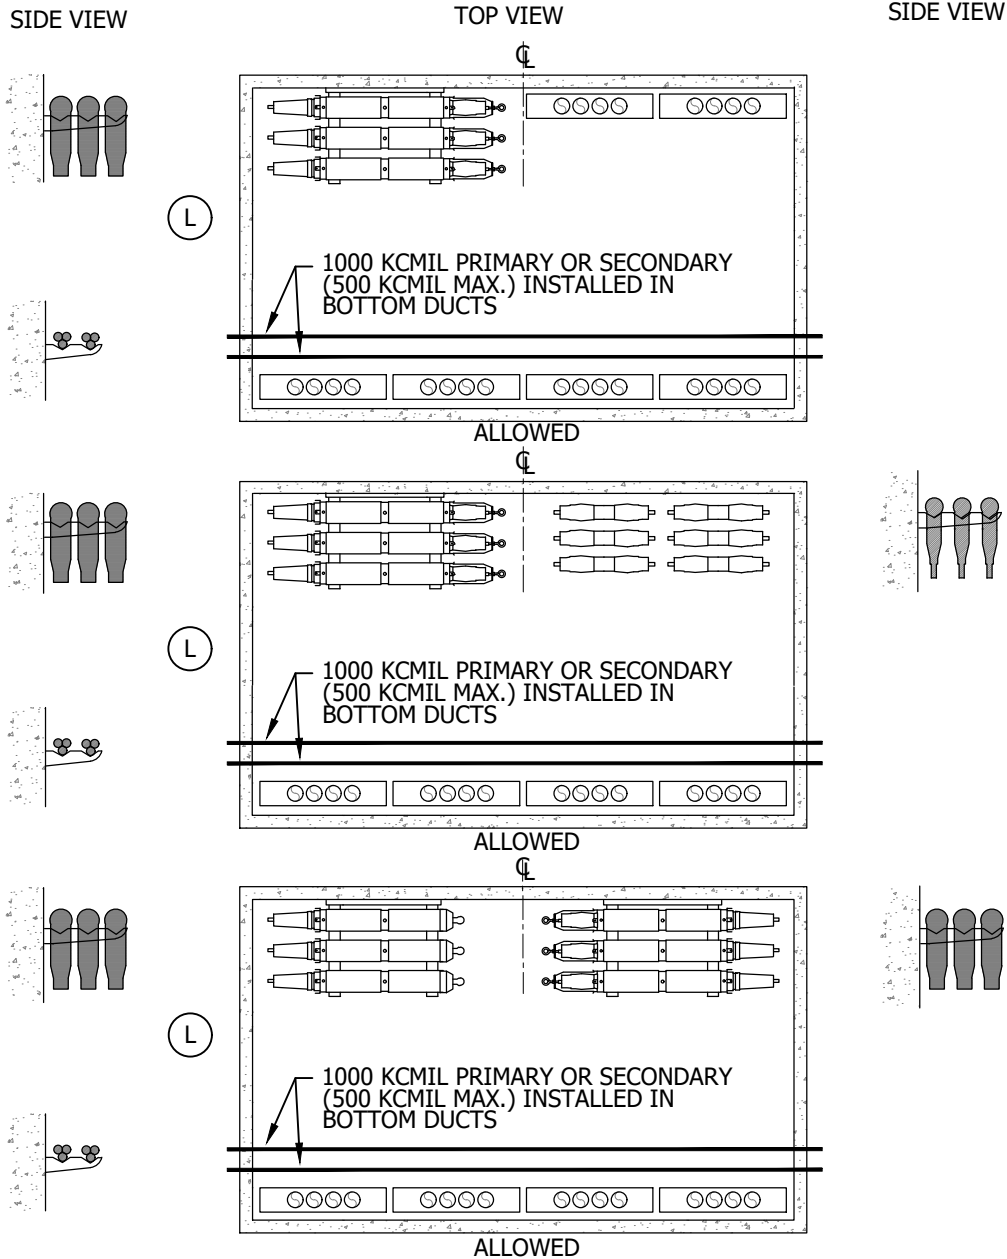 SIDE VIEW
TOP VIEW
SIDE VIEW
℄
L
1000 KCMIL PRIMARY OR SECONDARY
(500 KCMIL MAX.) INSTALLED IN
BOTTOM DUCTS
ALLOWED
℄
L
1000 KCMIL PRIMARY OR SECONDARY
(500 KCMIL MAX.) INSTALLED IN
BOTTOM DUCTS
ALLOWED
℄
L
1000 KCMIL PRIMARY OR SECONDARY
(500 KCMIL MAX.) INSTALLED IN
BOTTOM DUCTS
ALLOWED